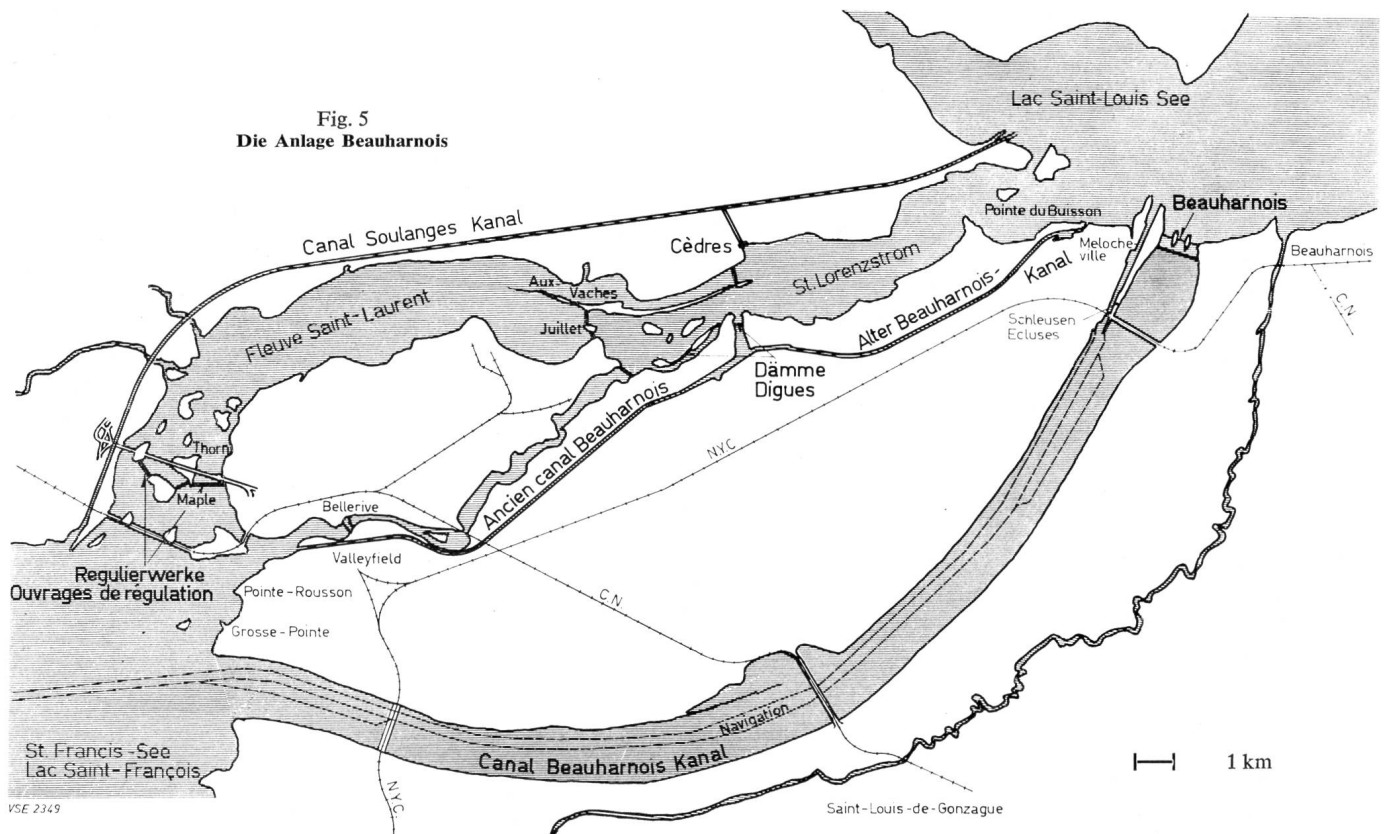 Fig. 5
Die Anlage Beauharnois
Lac Saint-Louis See
Canal Soulanges Kanal
Pointe du Buisson
Beauharnois
Cèdres
Meloche
ville
Beauharnois
Fleuve Saint-Laurent
Aux-
Vaches
St. Lorenzstrom
Alter Beauharnois-
Kanal
C.N.
Juillet
Schleusen
Ecluses
Dämme
Digues
Thorn
Maple
Ancien canal Beauharnois
N.Y.C.
Bellerive
Valleyfield
Regulierwerke
Ouvrages de régulation
Pointe-Rousson
C.N.
Grosse-Pointe
Navigation
St. Francis-See
Lac Saint-François
Canal Beauharnois Kanal
1 km
N.Y.C.
VSE 2349
Saint-Louis-de-Gonzague